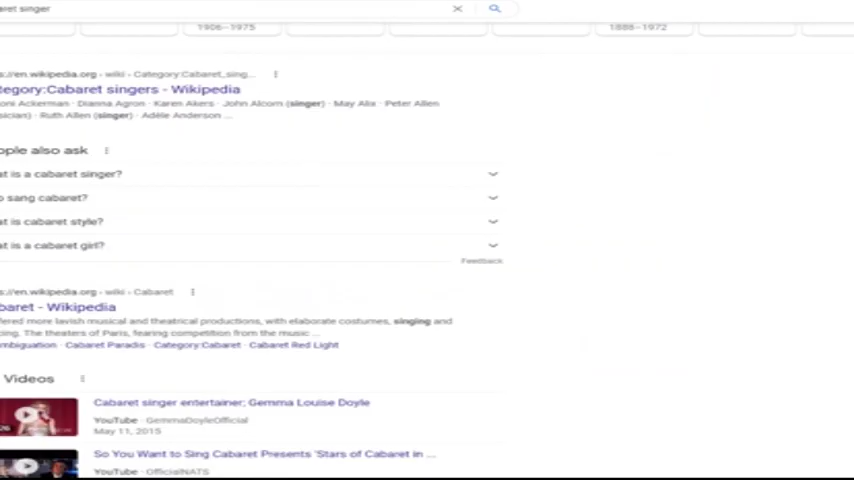 aret singer
1906–1975
1888–1972
s://en.wikipedia.org › wiki › Category:Cabaret_sing...
tegory:Cabaret singers - Wikipedia
oni Ackerman · Dianna Agron · Karen Akers · John Alcorn (singer) · May Alix · Peter Allen
sician) · Ruth Allen (singer) · Adèle Anderson ...
ople also ask
at is a cabaret singer?
o sang cabaret?
at is cabaret style?
at is a cabaret girl?
Feedback
s://en.wikipedia.org › wiki › Cabaret
baret - Wikipedia
fered more lavish musical and theatrical productions, with elaborate costumes, singing and
cing. The theaters of Paris, fearing competition from the music ...
mbiguation · Cabaret Paradis · Category:Cabaret · Cabaret Red Light
Videos
Cabaret singer entertainer; Gemma Louise Doyle
YouTube · GemmaDoyleOfficial
May 11, 2015
26
So You Want to Sing Cabaret Presents 'Stars of Cabaret in ...
YouTube · OfficialNATS